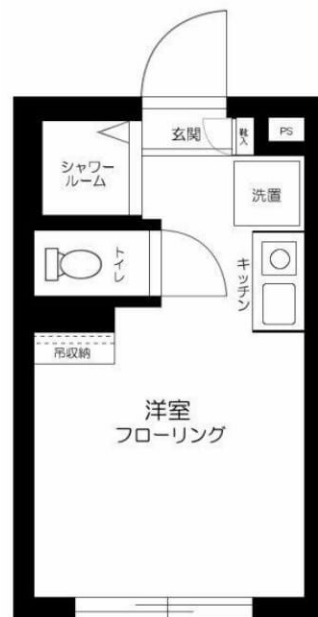 玄関
靴入
PS
シャワー
ルーム
洗置
トイレ
キッチン
吊収納
洋室
フローリング